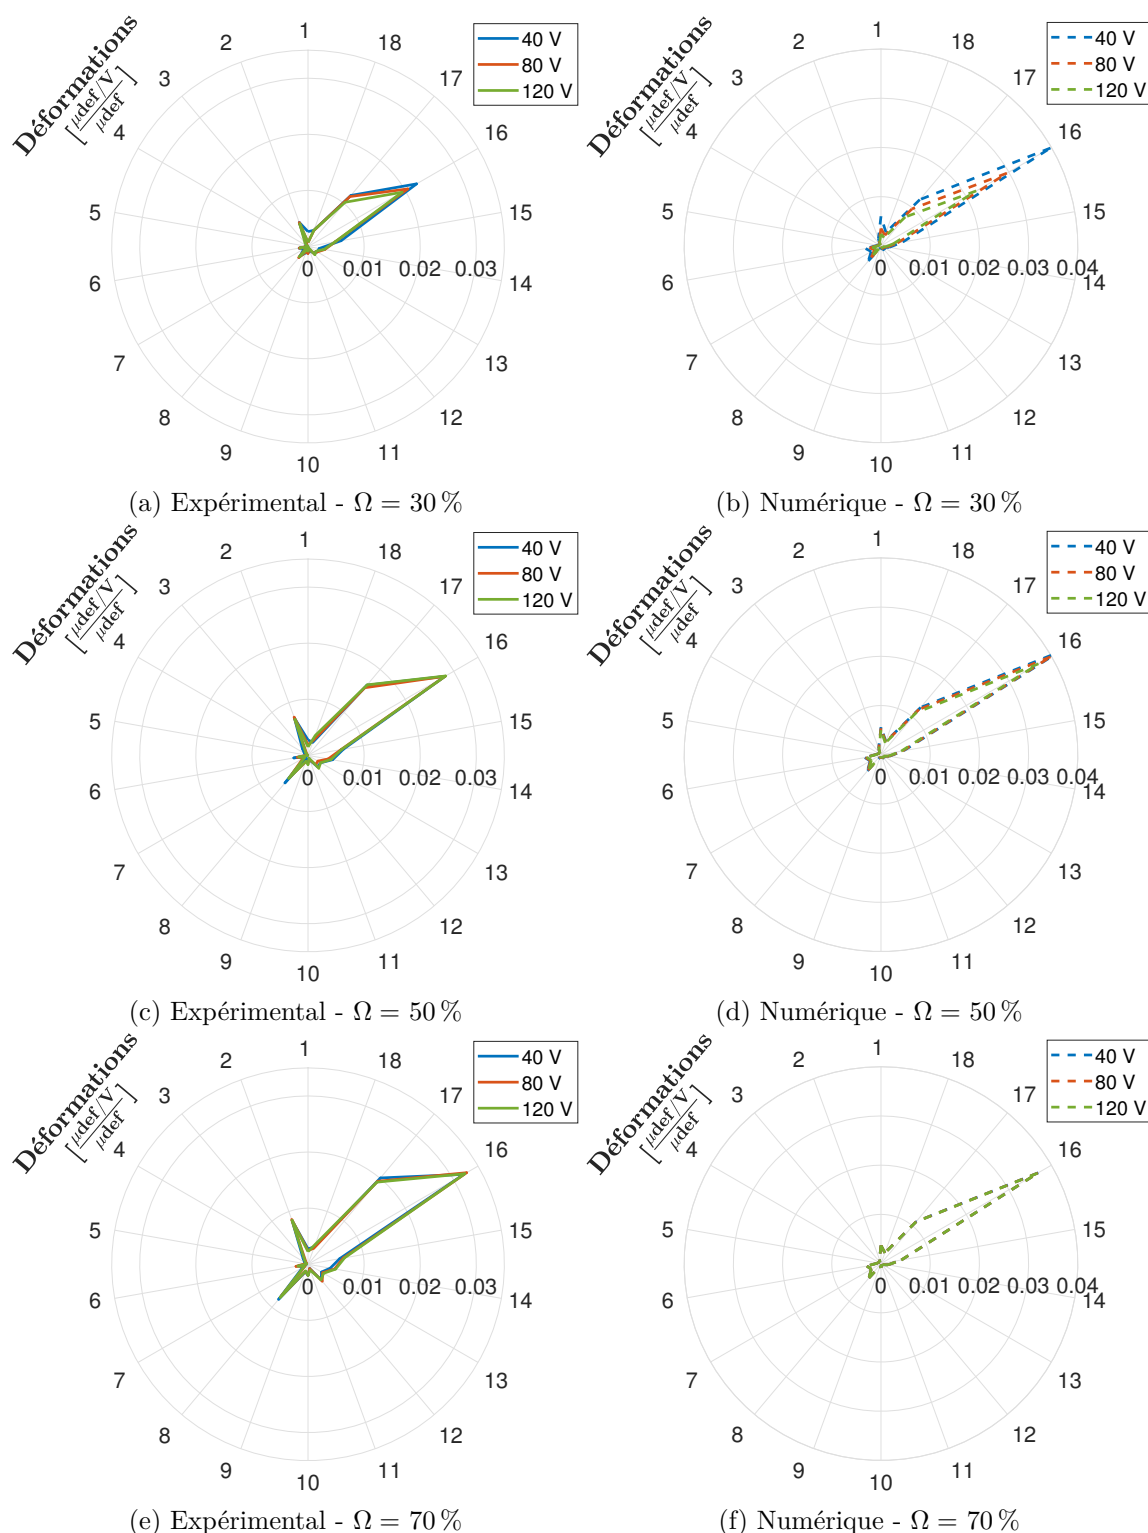 Déformations
[μdef/V / μdef]
1
2
3
4
5
6
7
8
9
10
11
12
13
14
15
16
17
18
0 0.01 0.02 0.03
40 V
80 V
120 V
(a) Expérimental - Ω = 30 %
Déformations
[μdef/V / μdef]
1
2
3
4
5
6
7
8
9
10
11
12
13
14
15
16
17
18
0 0.01 0.02 0.03 0.04
40 V
80 V
120 V
(b) Numérique - Ω = 30 %
Déformations
[μdef/V / μdef]
1
2
3
4
5
6
7
8
9
10
11
12
13
14
15
16
17
18
0 0.01 0.02 0.03
40 V
80 V
120 V
(c) Expérimental - Ω = 50 %
Déformations
[μdef/V / μdef]
1
2
3
4
5
6
7
8
9
10
11
12
13
14
15
16
17
18
0 0.01 0.02 0.03 0.04
40 V
80 V
120 V
(d) Numérique - Ω = 50 %
Déformations
[μdef/V / μdef]
1
2
3
4
5
6
7
8
9
10
11
12
13
14
15
16
17
18
0 0.01 0.02 0.03
40 V
80 V
120 V
(e) Expérimental - Ω = 70 %
Déformations
[μdef/V / μdef]
1
2
3
4
5
6
7
8
9
10
11
12
13
14
15
16
17
18
0 0.01 0.02 0.03 0.04
40 V
80 V
120 V
(f) Numérique - Ω = 70 %